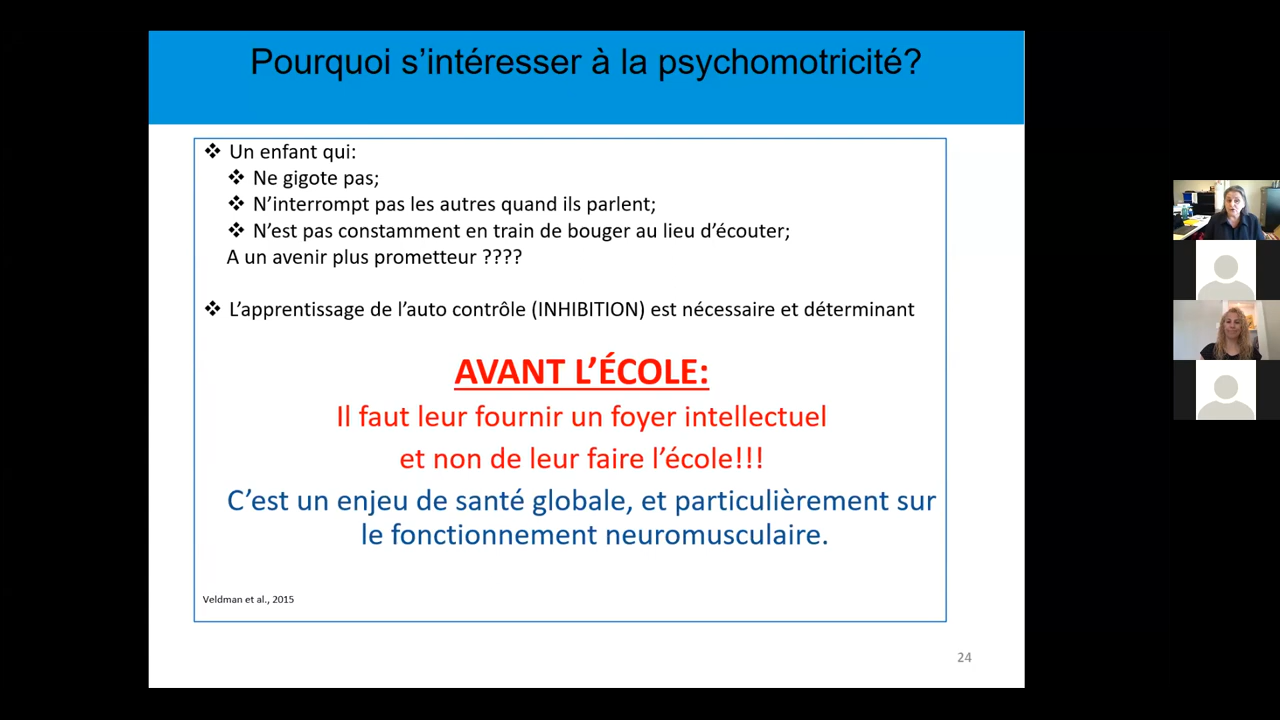 Pourquoi s’intéresser à la psychomotricité?
❖ Un enfant qui:
❖ Ne gigote pas;
❖ N’interrompt pas les autres quand ils parlent;
❖ N’est pas constamment en train de bouger au lieu d’écouter;
A un avenir plus prometteur ????
❖ L’apprentissage de l’auto contrôle (INHIBITION) est nécessaire et déterminant
AVANT L’ÉCOLE:
Il faut leur fournir un foyer intellectuel
et non de leur faire l’école!!!
C’est un enjeu de santé globale, et particulièrement sur
le fonctionnement neuromusculaire.
Veldman et al., 2015
24